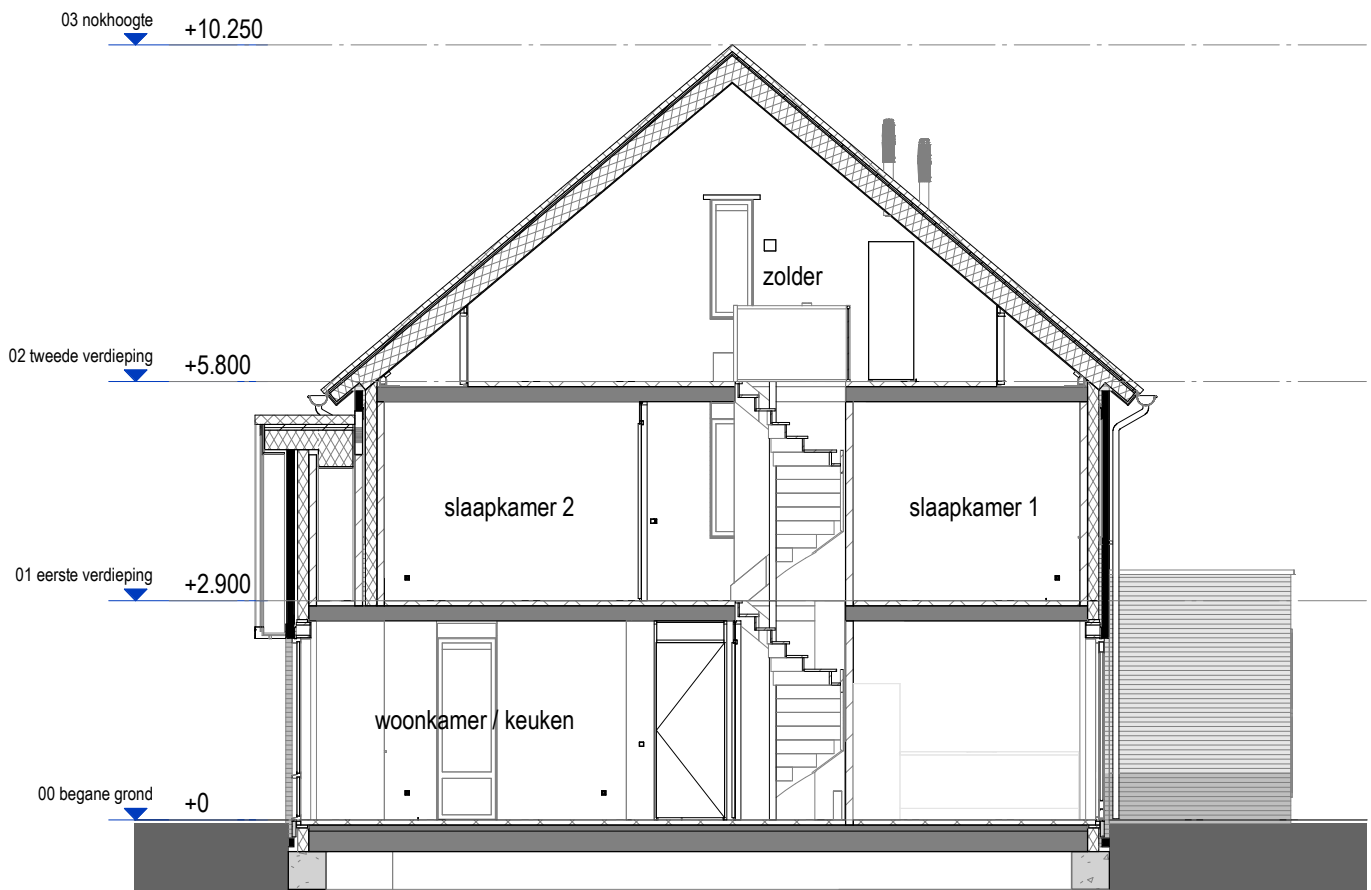 03 nokhoogte +10.250
zolder
02 tweede verdieping +5.800
slaapkamer 2
slaapkamer 1
01 eerste verdieping +2.900
woonkamer / keuken
00 begane grond +0